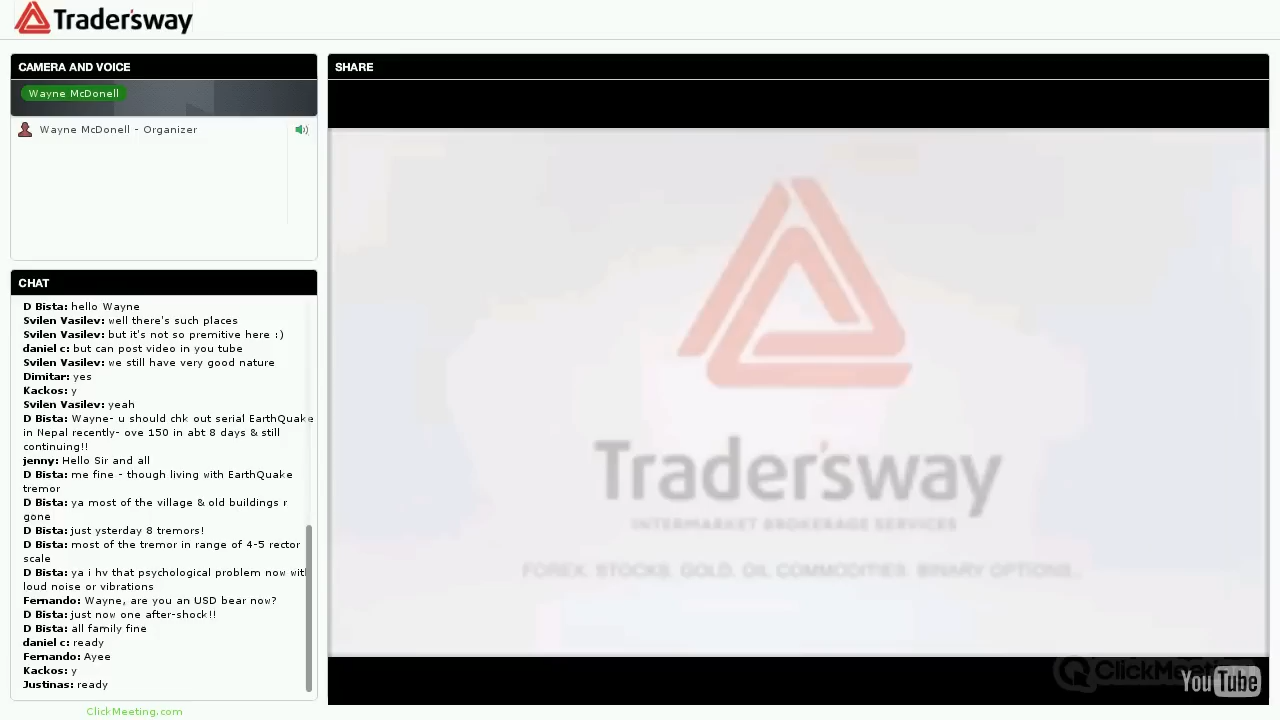 Trader'sway
CAMERA AND VOICE
Wayne McDonell
Wayne McDonell - Organizer
CHAT
D Bista: hello Wayne
Svilen Vasilev: well there's such places
Svilen Vasilev: but it's not so premitive here :)
daniel c: but can post video in you tube
Svilen Vasilev: we still have very good nature
Dimitar: yes
Kackos: y
Svilen Vasilev: yeah
D Bista: Wayne- u should chk out serial EarthQuake
in Nepal recently- ove 150 in abt 8 days & still
continuing!!
jenny: Hello Sir and all
D Bista: me fine - though living with EarthQuake
tremor
D Bista: ya most of the village & old buildings r
gone
D Bista: just ysterday 8 tremors!
D Bista: most of the tremor in range of 4-5 rector
scale
D Bista: ya i hv that psychological problem now with
loud noise or vibrations
Fernando: Wayne, are you an USD bear now?
D Bista: just now one after-shock!!
D Bista: all family fine
daniel c: ready
Fernando: Ayee
Kackos: y
Justinas: ready
ClickMeeting.com
SHARE
Trader'sway
INTERMARKET BROKERAGE SERVICES
FOREX. STOCKS. GOLD. OIL COMMODITIES. BINARY OPTIONS.
ClickMeeting
YouTube